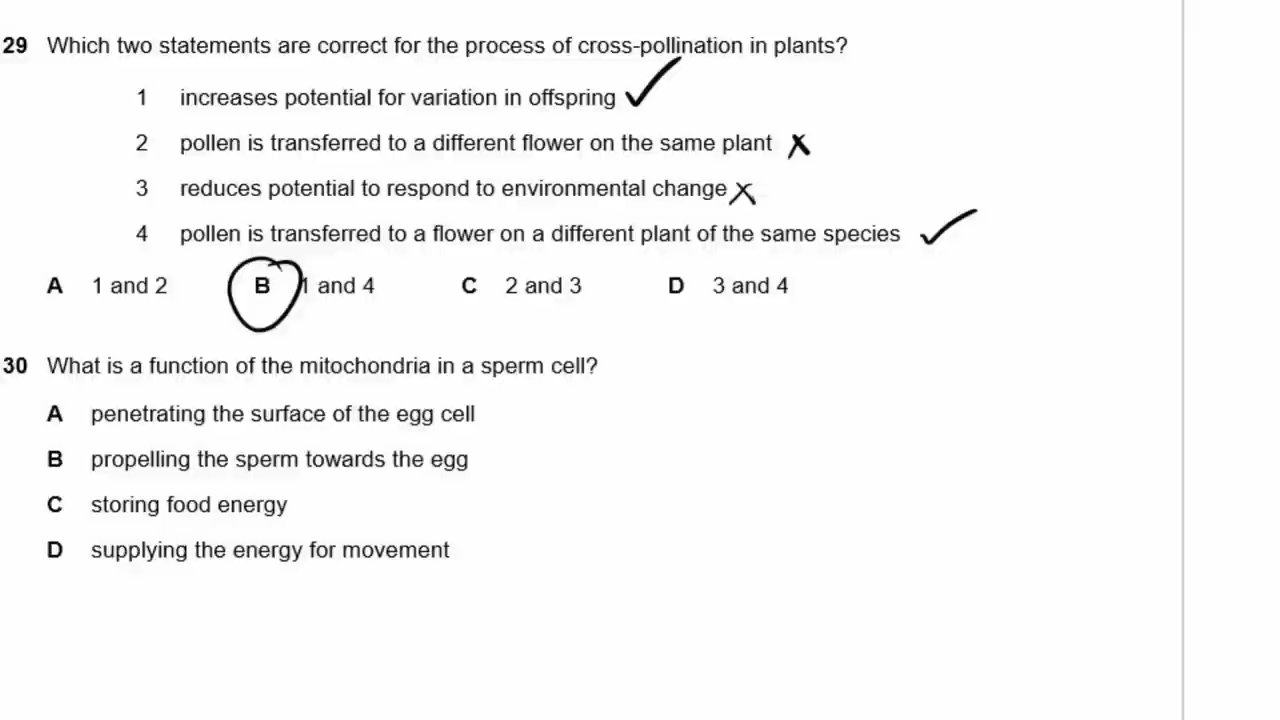 29 Which two statements are correct for the process of cross-pollination in plants?
1 increases potential for variation in offspring ✓
2 pollen is transferred to a different flower on the same plant ✗
3 reduces potential to respond to environmental change ✗
4 pollen is transferred to a flower on a different plant of the same species ✓
A 1 and 2 B 1 and 4 C 2 and 3 D 3 and 4
30 What is a function of the mitochondria in a sperm cell?
A penetrating the surface of the egg cell
B propelling the sperm towards the egg
C storing food energy
D supplying the energy for movement